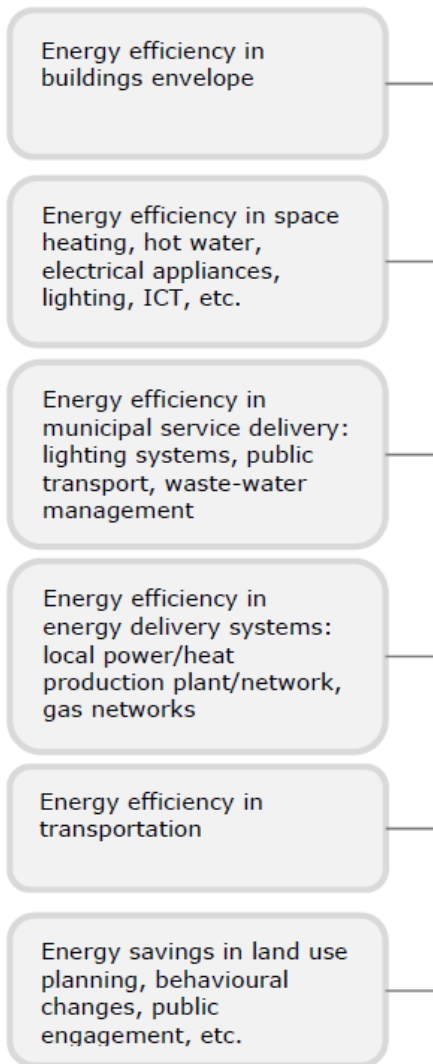 Energy efficiency in
buildings envelope
Energy efficiency in space
heating, hot water,
electrical appliances,
lighting, ICT, etc.
Energy efficiency in
municipal service delivery:
lighting systems, public
transport, waste-water
management
Energy efficiency in
energy delivery systems:
local power/heat
production plant/network,
gas networks
Energy efficiency in
transportation
Energy savings in land use
planning, behavioural
changes, public
engagement, etc.